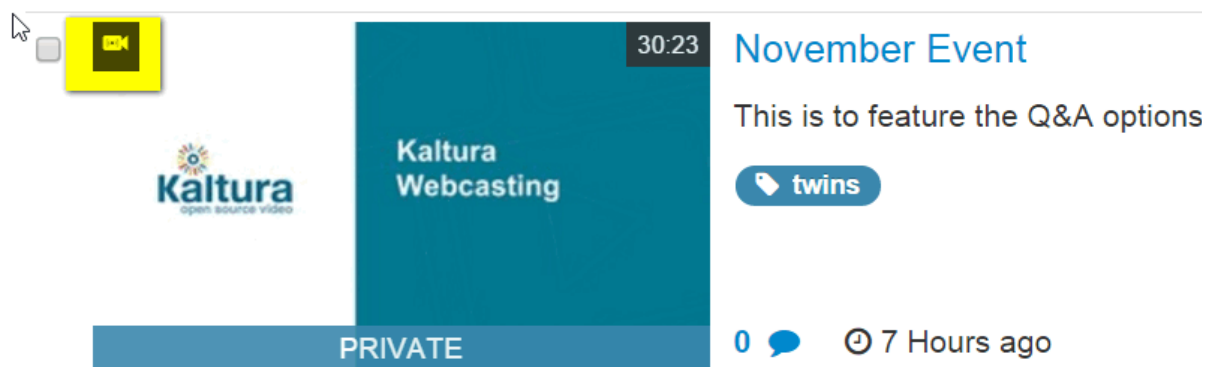 30:23
November Event
This is to feature the Q&A options
Kaltura
open source video
Kaltura
Webcasting
twins
PRIVATE
0
7 Hours ago